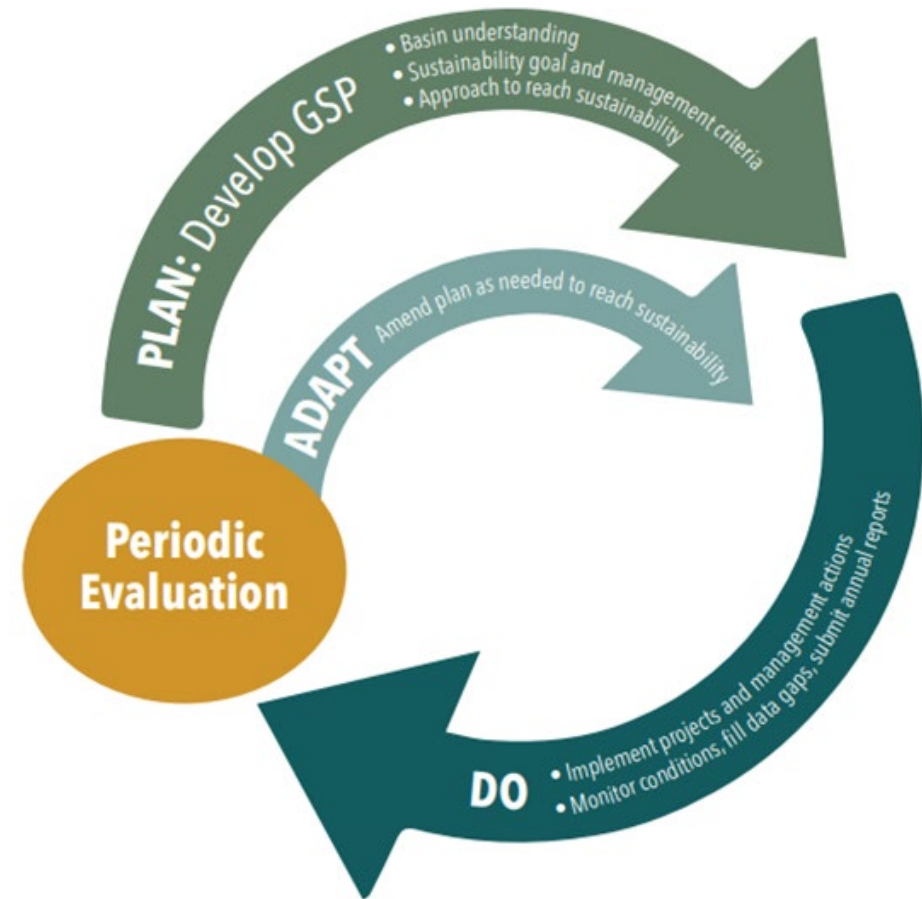 PLAN: Develop GSP
• Basin understanding
• Sustainability goal and management criteria
• Approach to reach sustainability
ADAPT Amend plan as needed to reach sustainability
Periodic
Evaluation
DO
• Implement projects and management actions
• Monitor conditions, fill data gaps, submit annual reports